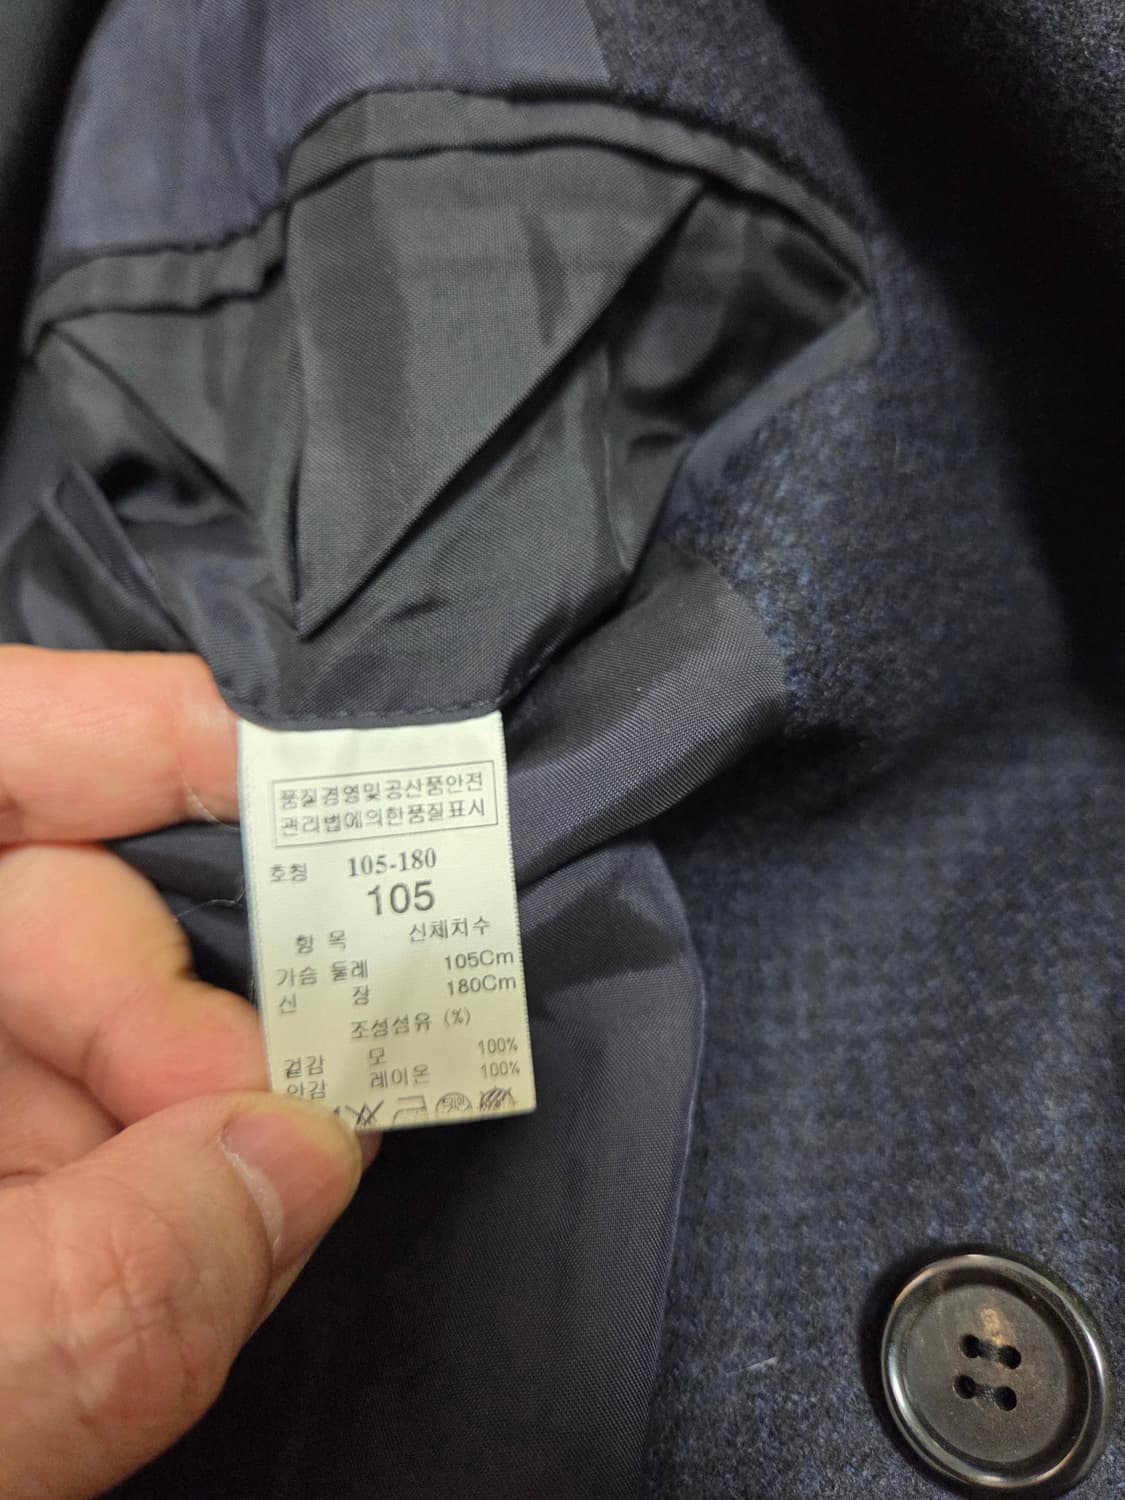 품질경영및공산품안전
관리법에의한품질표시
호칭 105-180
105
항 목 신체치수
가슴 둘레 105Cm
신 장 180Cm
조성섬유 (%)
겉감 모 100%
안감 레이온 100%